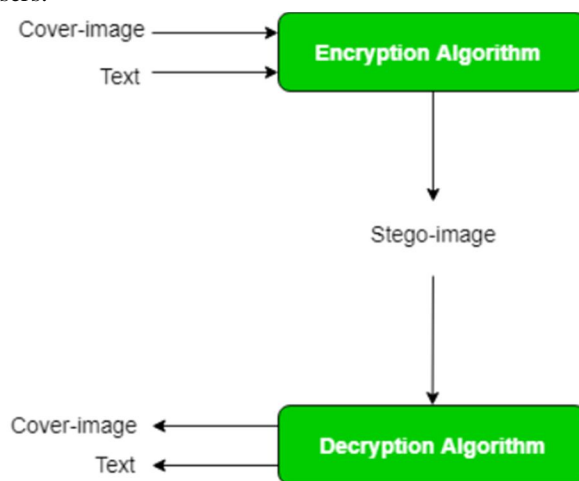 Cover-image
Encryption Algorithm
Text
Stego-image
Cover-image
Decryption Algorithm
Text